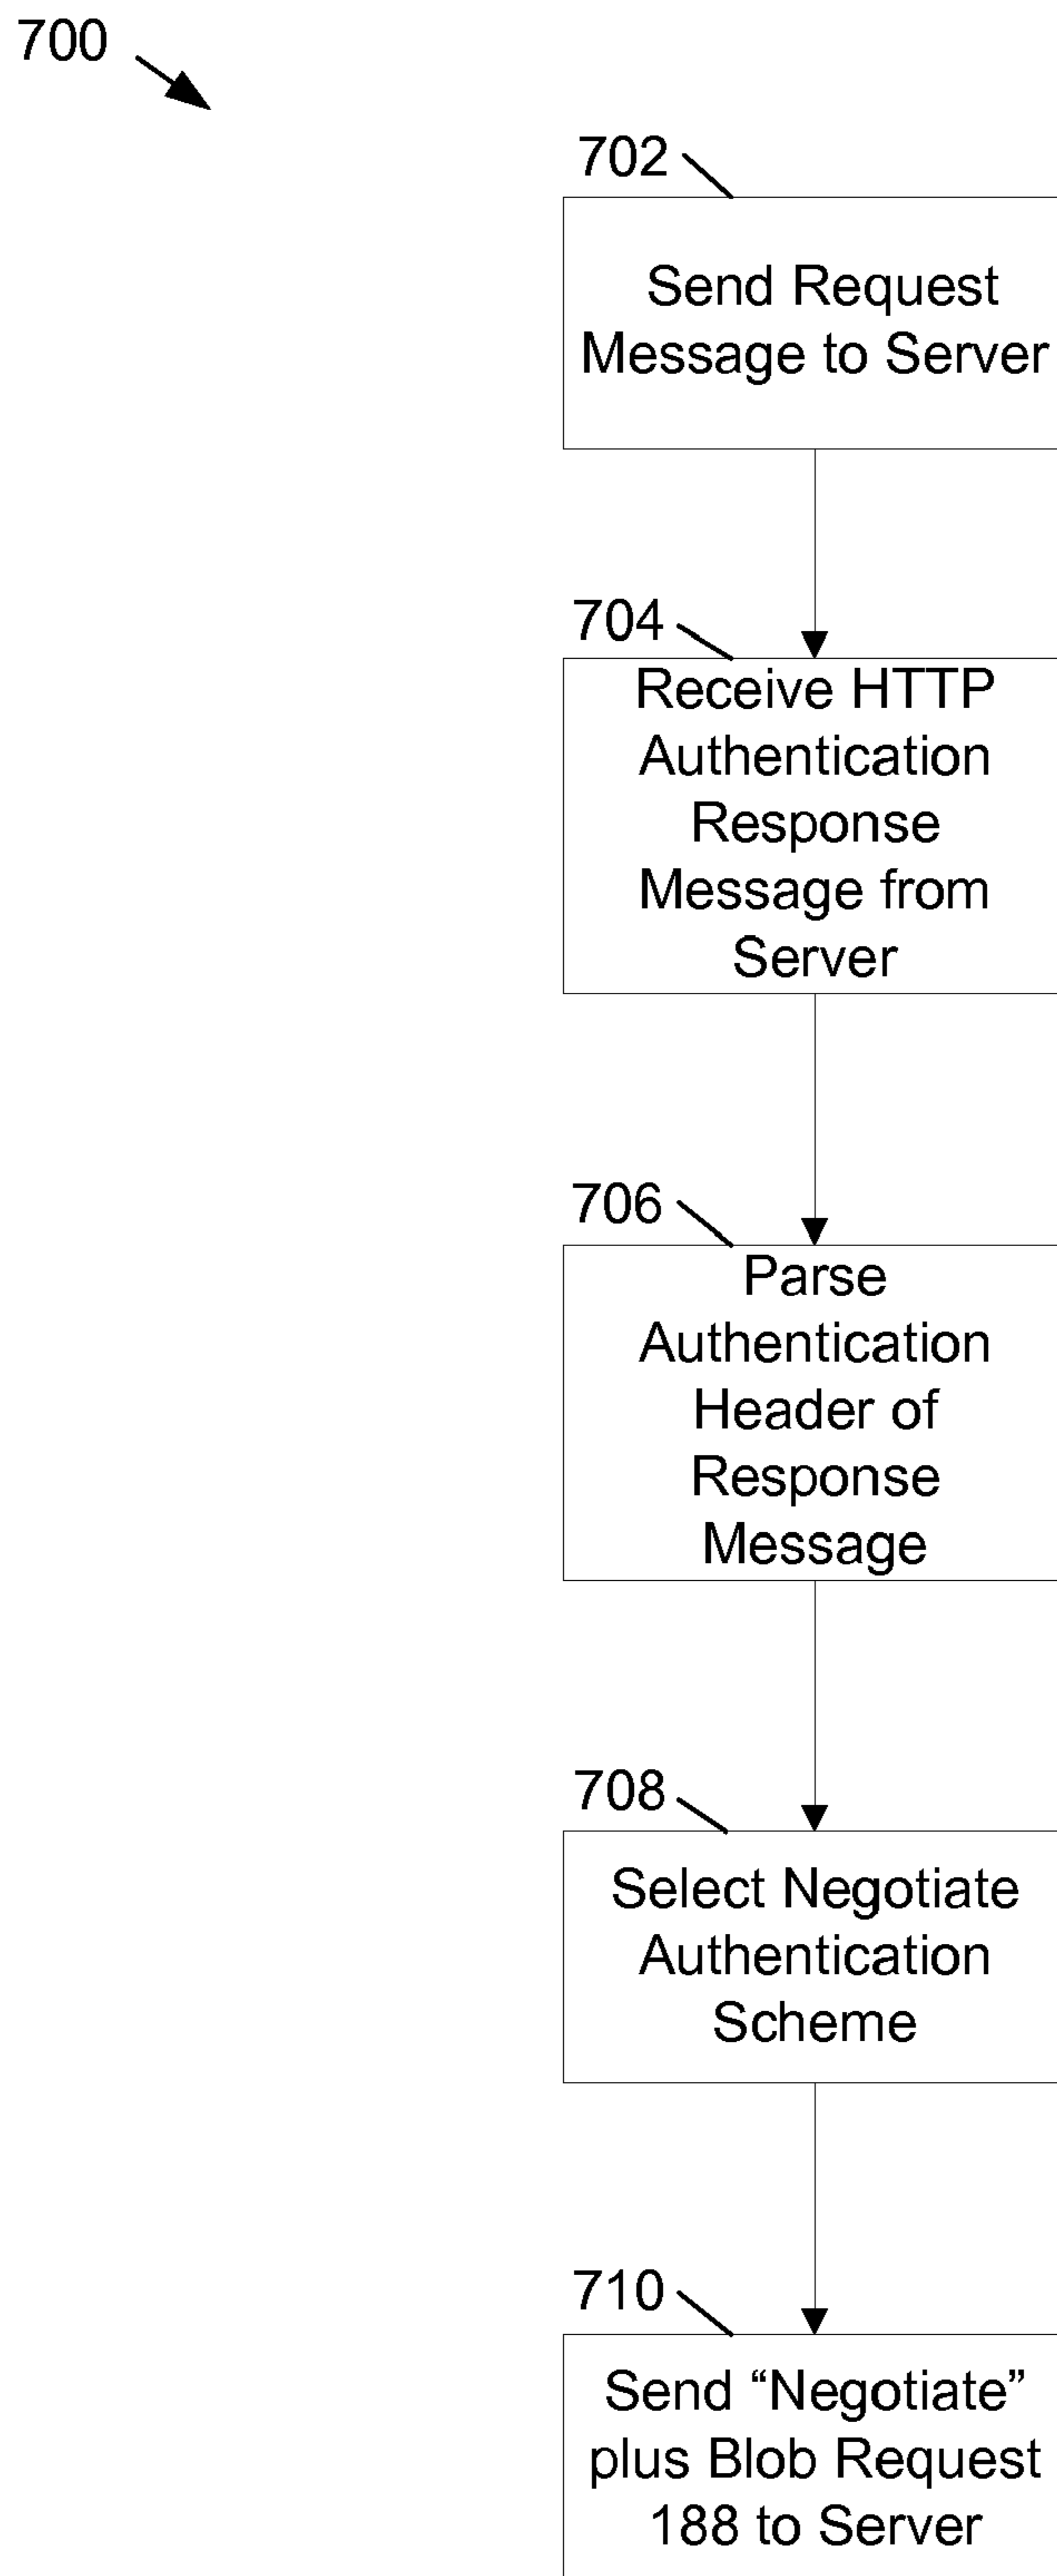 700
702
Send Request
Message to Server
704
Receive HTTP
Authentication
Response
Message from
Server
706
Parse
Authentication
Header of
Response
Message
708
Select Negotiate
Authentication
Scheme
710
Send “Negotiate”
plus Blob Request
188 to Server